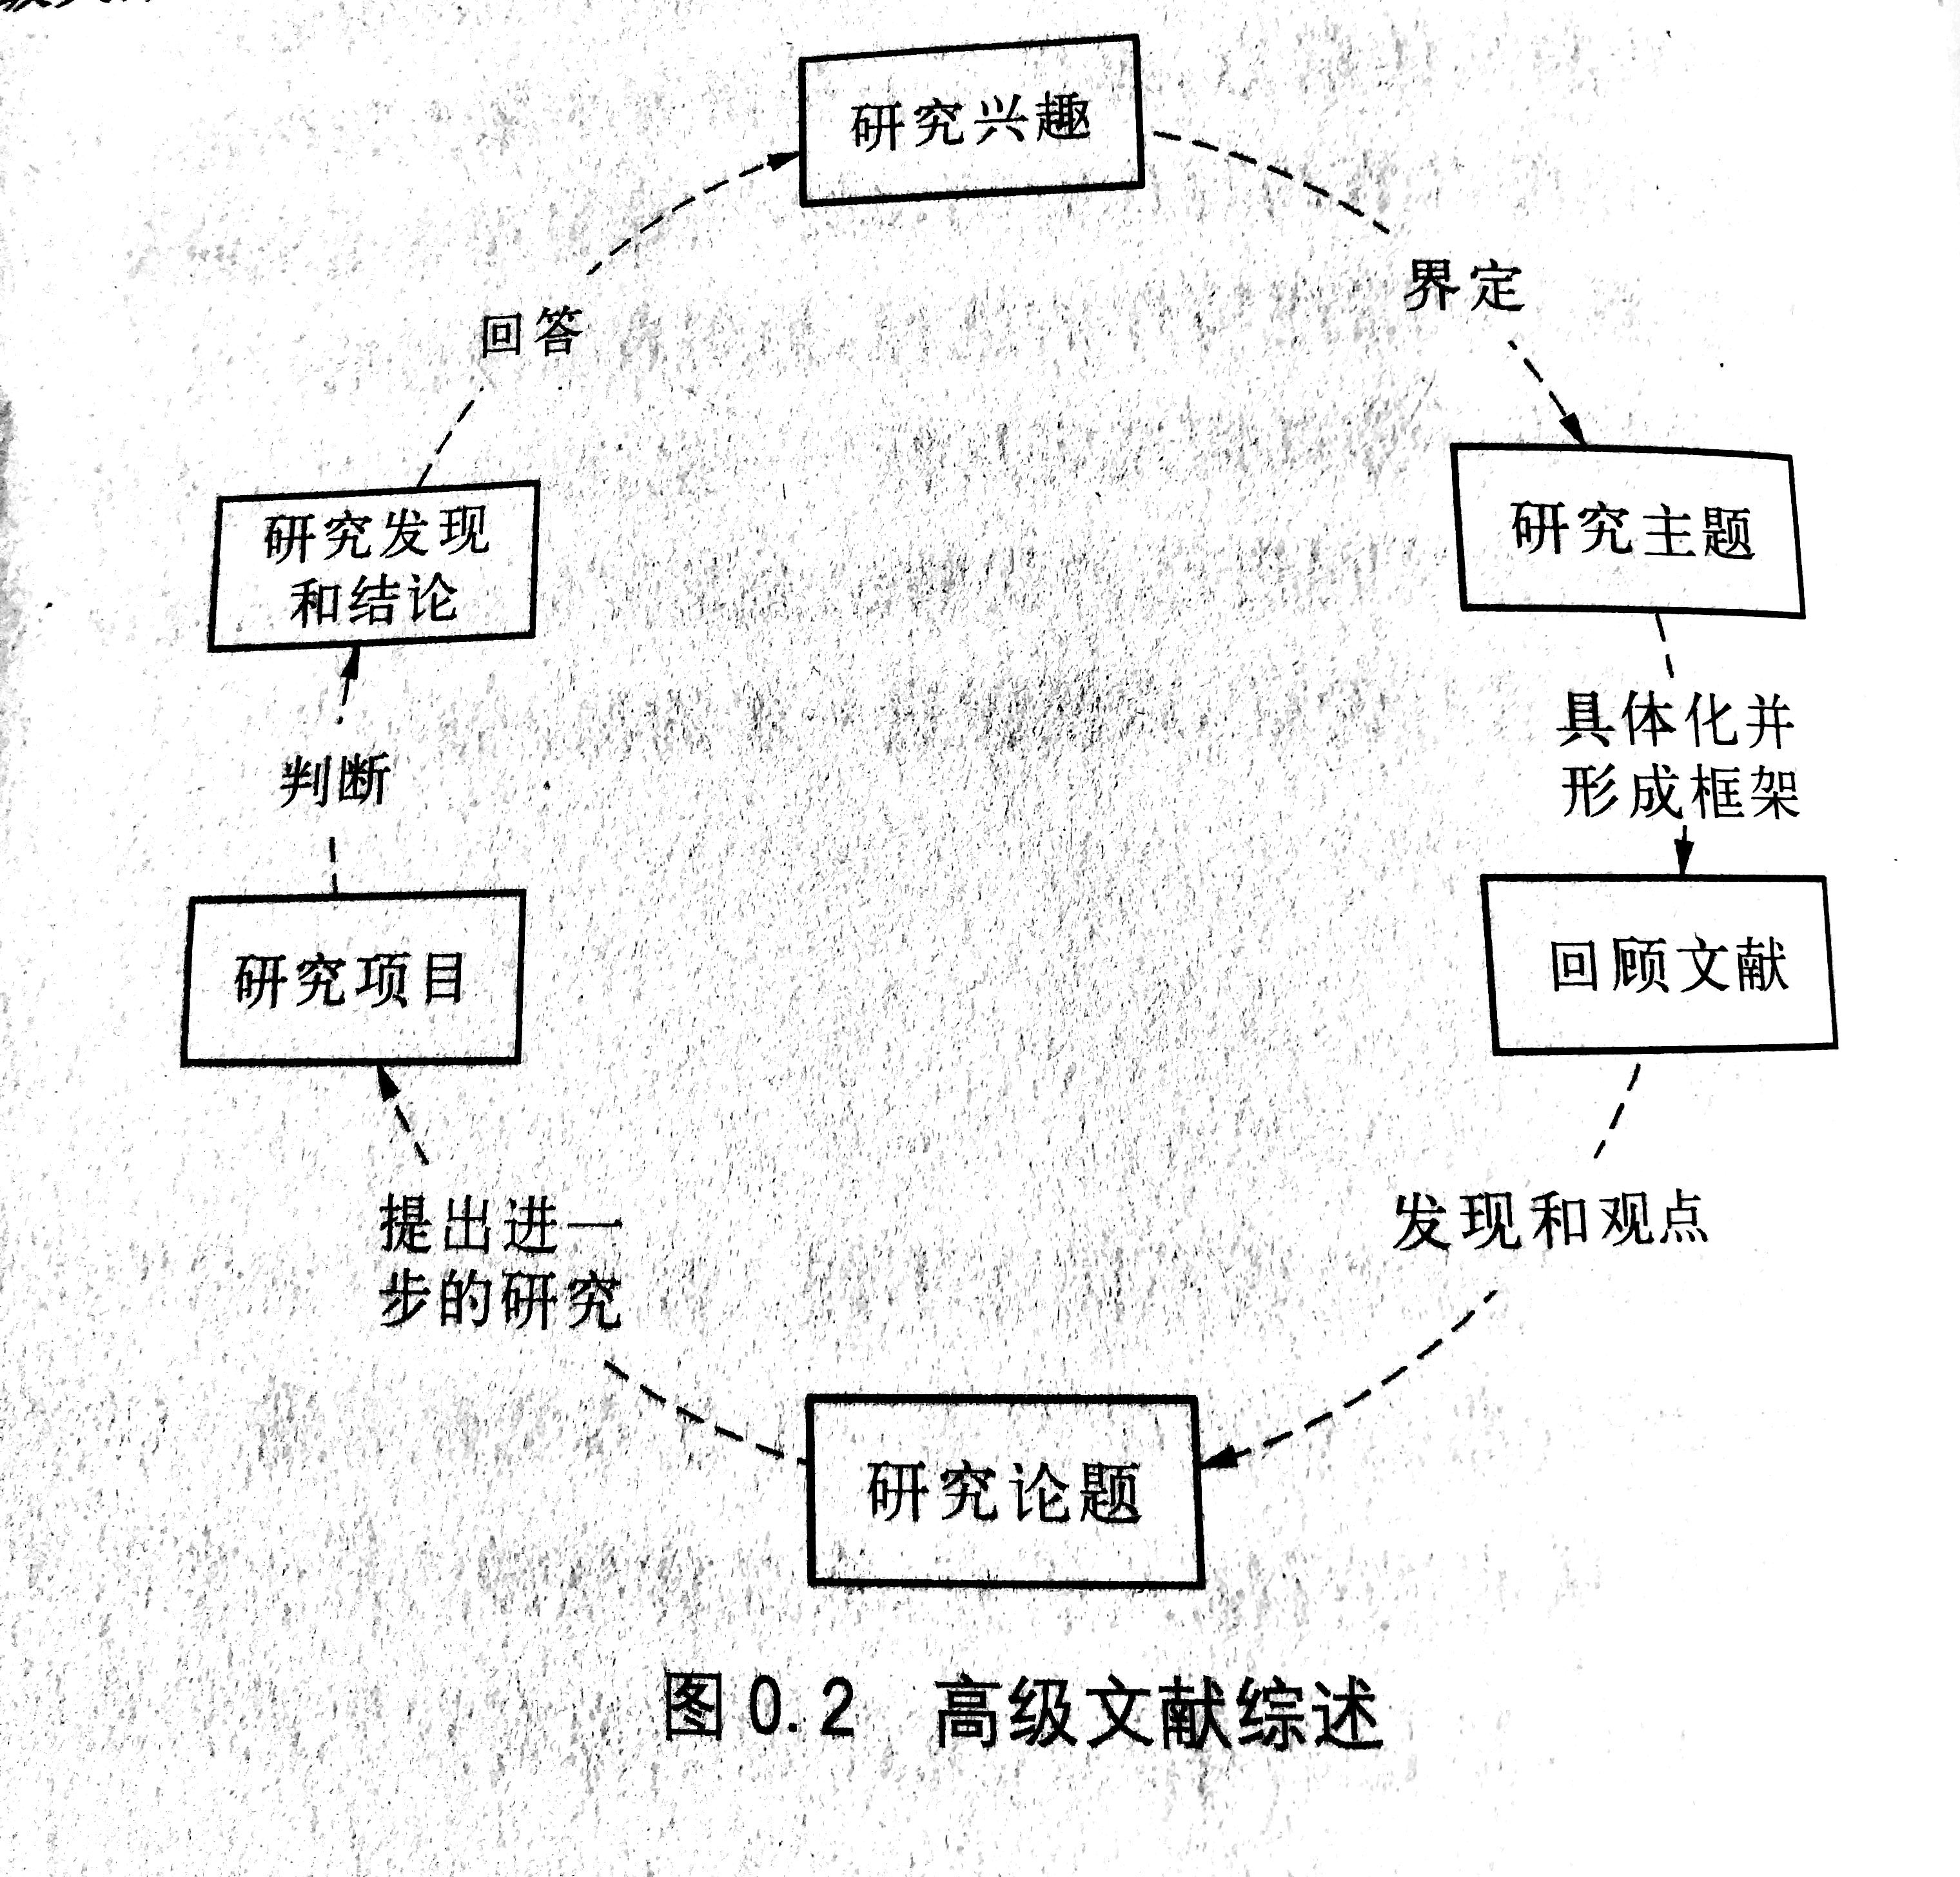 研究兴趣
界定
研究主题
具体化并
形成框架
回顾文献
发现和观点
研究论题
提出进一
步的研究
研究项目
判断
研究发现
和结论
回答
图0.2 高级文献综述